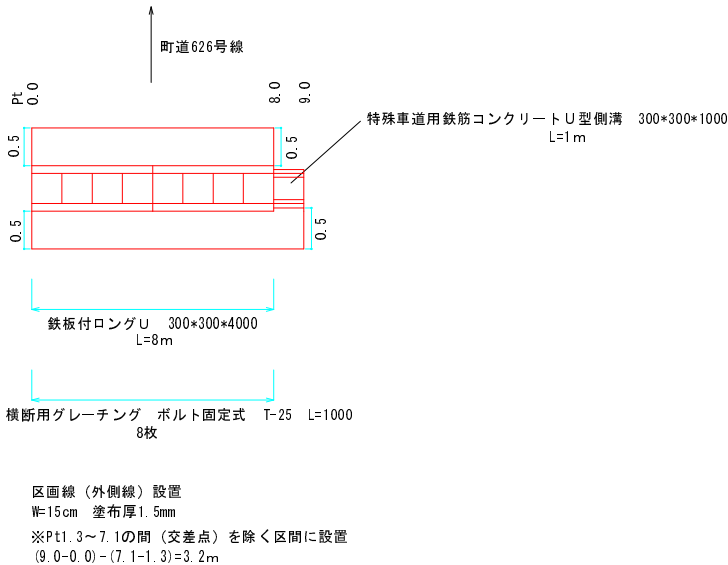 町道626号線
Pt
0.0
8.0
9.0
特殊車道用鉄筋コンクリートU型側溝 300*300*1000
L=1m
0.5
0.5
0.5
0.5
鉄板付ロングU 300*300*4000
L=8m
横断用グレーチング ボルト固定式 T-25 L=1000
8枚
区画線（外側線）設置
W=15cm 塗布厚1.5mm
※Pt1.3～7.1の間（交差点）を除く区間に設置
(9.0-0.0)-(7.1-1.3)=3.2m